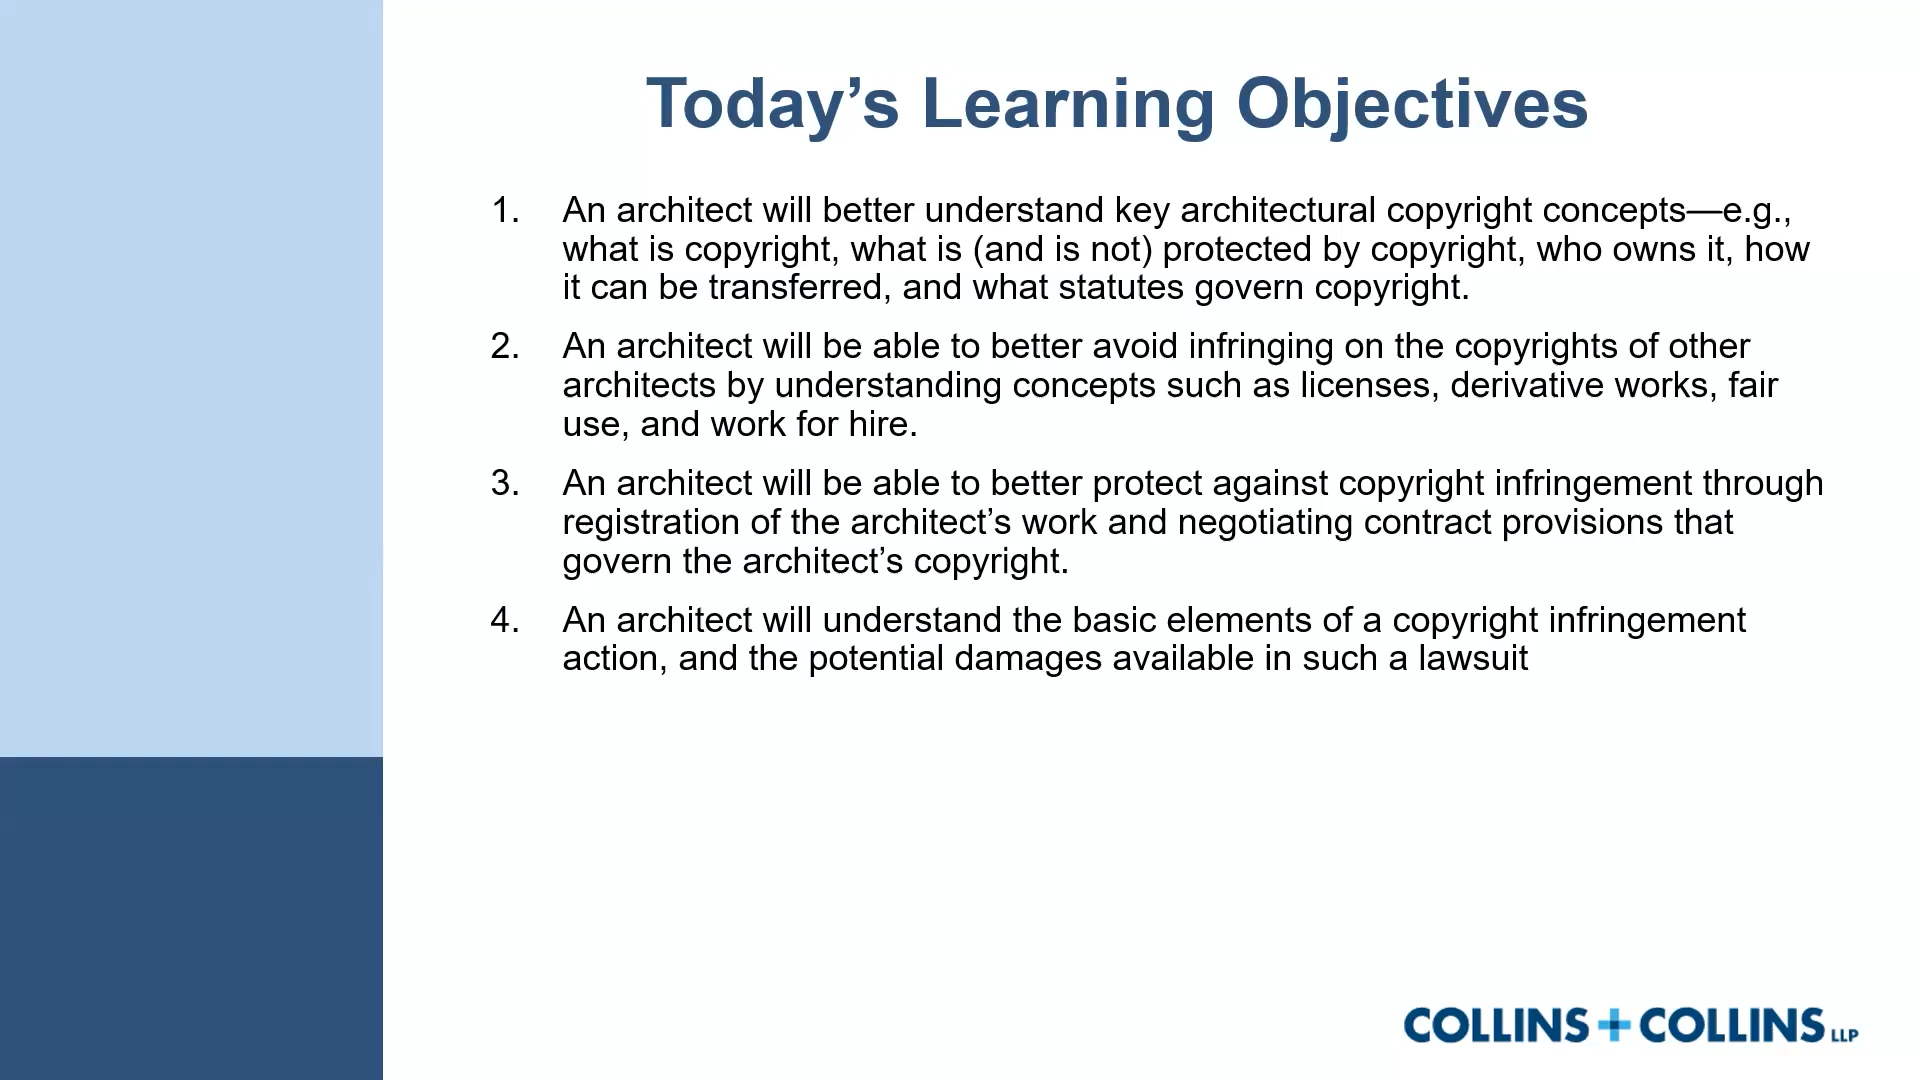 Today’s Learning Objectives
1. An architect will better understand key architectural copyright concepts—e.g.,
what is copyright, what is (and is not) protected by copyright, who owns it, how
it can be transferred, and what statutes govern copyright.
2. An architect will be able to better avoid infringing on the copyrights of other
architects by understanding concepts such as licenses, derivative works, fair
use, and work for hire.
3. An architect will be able to better protect against copyright infringement through
registration of the architect’s work and negotiating contract provisions that
govern the architect’s copyright.
4. An architect will understand the basic elements of a copyright infringement
action, and the potential damages available in such a lawsuit
COLLINS + COLLINS LLP